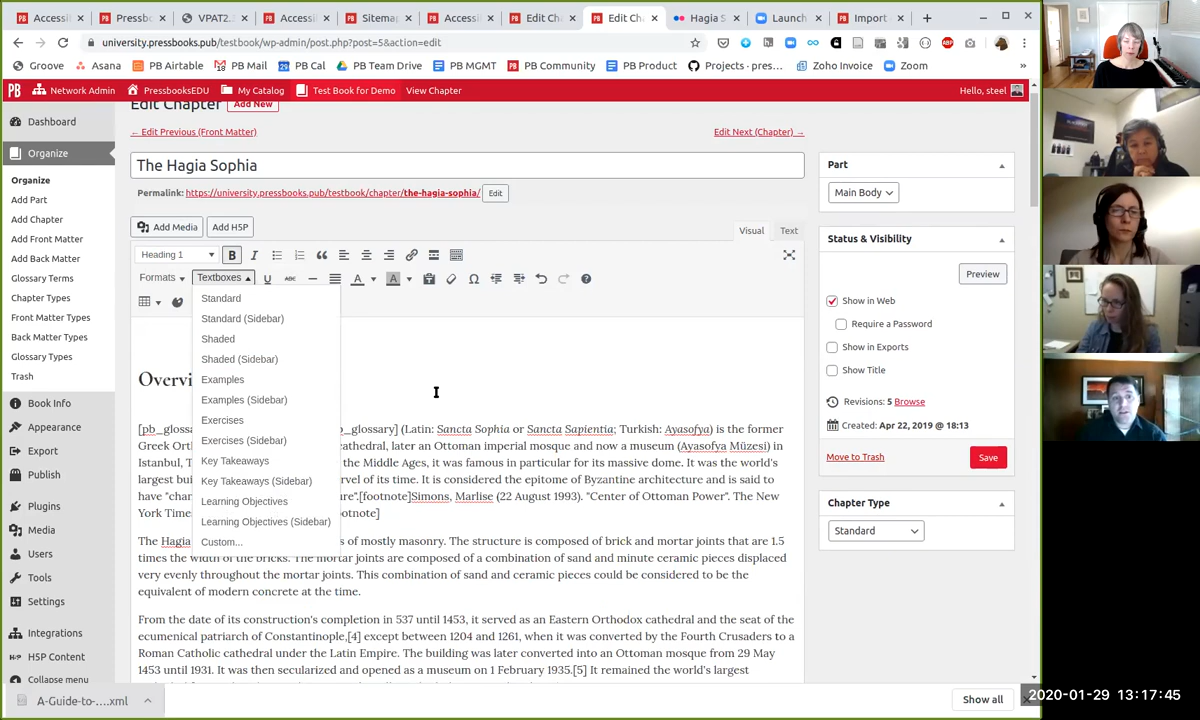 Accessil
Pressbo
VPAT2.
Accessil
Sitemap
Accessil
Edit Ch
Edit Ch
Hagia S
Launch
Import
university.pressbooks.pub/testbook/wp-admin/post.php?post=5&action=edit
Groove
Asana
PB Airtable
PB Mail
PB Cal
PB Team Drive
PB MGMT
PB Community
PB Product
Projects - pres…
Zoho Invoice
Zoom
»
PB
Network Admin
PressbooksEDU
My Catalog
Test Book for Demo
View Chapter
Hello, steel
Edit Chapter
Add New
Dashboard
Organize
Organize
Add Part
Add Chapter
Add Front Matter
Add Back Matter
Glossary Terms
Chapter Types
Front Matter Types
Back Matter Types
Glossary Types
Trash
Book Info
Appearance
Export
Publish
Plugins
Media
Users
Tools
Settings
Integrations
H5P Content
Collapse menu
← Edit Previous (Front Matter)
Edit Next (Chapter) →
The Hagia Sophia
Permalink: https://university.pressbooks.pub/testbook/chapter/the-hagia-sophia/ Edit
Add Media
Add H5P
Visual
Text
Heading 1
Formats
Textboxes
Standard
Standard (Sidebar)
Shaded
Shaded (Sidebar)
Examples
Examples (Sidebar)
Exercises
Exercises (Sidebar)
Key Takeaways
Key Takeaways (Sidebar)
Learning Objectives
Learning Objectives (Sidebar)
Custom...
Overvi
[pb_glossa
_glossary] (Latin: Sancta Sophia or Sancta Sapientia; Turkish: Ayasofya) is the former
Greek Ort
athedral, later an Ottoman imperial mosque and now a museum (Ayasofya Müzesi) in
Istanbul, T
the Middle Ages, it was famous in particular for its massive dome. It was the world's
largest bui
rvel of its time. It is considered the epitome of Byzantine architecture and is said to
have "chan
ure".[footnote]Simons, Marlise (22 August 1993). "Center of Ottoman Power". The New
York Time
otnote]
The Hagia
s of mostly masonry. The structure is composed of brick and mortar joints that are 1.5
times the width of the bricks. The mortar joints are composed of a combination of sand and minute ceramic pieces displaced
very evenly throughout the mortar joints. This combination of sand and ceramic pieces could be considered to be the
equivalent of modern concrete at the time.
From the date of its construction's completion in 537 until 1453, it served as an Eastern Orthodox cathedral and the seat of the
ecumenical patriarch of Constantinople,[4] except between 1204 and 1261, when it was converted by the Fourth Crusaders to a
Roman Catholic cathedral under the Latin Empire. The building was later converted into an Ottoman mosque from 29 May
1453 until 1931. It was then secularized and opened as a museum on 1 February 1935.[5] It remained the world's largest
Part
Main Body
Status & Visibility
Preview
Show in Web
Require a Password
Show in Exports
Show Title
Revisions: 5 Browse
Created: Apr 22, 2019 @ 18:13
Move to Trash
Save
Chapter Type
Standard
A-Guide-to-....xml
Show all
2020-01-29 13:17:45